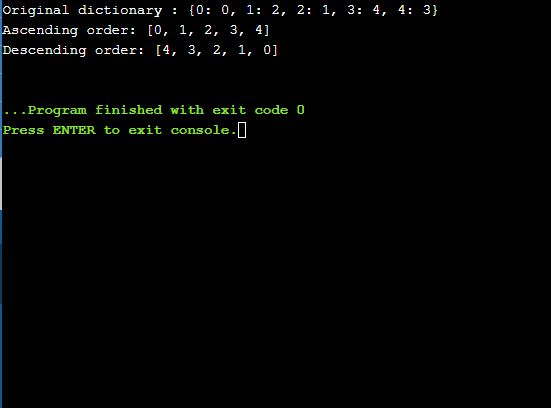 Original dictionary : {0: 0, 1: 2, 2: 1, 3: 4, 4: 3}
Ascending order: [0, 1, 2, 3, 4]
Descending order: [4, 3, 2, 1, 0]
...Program finished with exit code 0
Press ENTER to exit console.